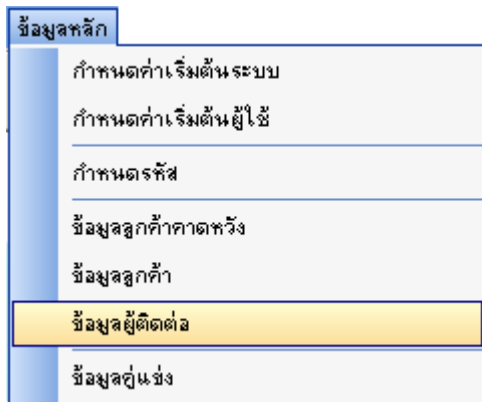 ข้อมูลหลัก
กำหนดค่าเริ่มต้นระบบ
กำหนดค่าเริ่มต้นผู้ใช้
กำหนดรหัส
ข้อมูลลูกค้าคาดหวัง
ข้อมูลลูกค้า
ข้อมูลผู้ติดต่อ
ข้อมูลคู่แข่ง